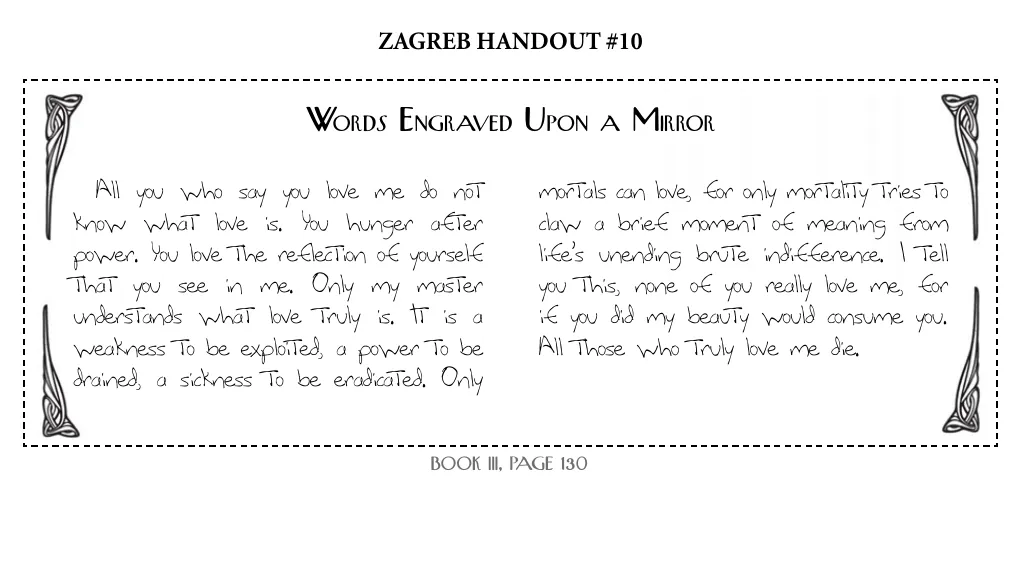 ZAGREB HANDOUT #10
Words Engraved Upon a Mirror
All you who say you love me do not
know what love is. You hunger after
power. You love the reflection of yourself
that you see in me. Only my master
understands what love truly is. It is a
weakness to be exploited, a power to be
drained, a sickness to be eradicated. Only
mortals can love, for only mortality tries to
claw a brief moment of meaning from
life's unending brute indifference. I tell
you this, none of you really love me, for
if you did my beauty would consume you.
All those who truly love me die.
BOOK III, PAGE 130